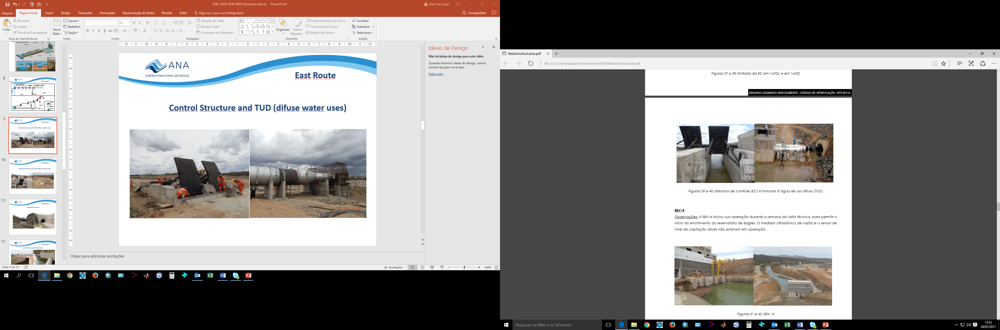 PISF_USGS-BOR (002) [Somente leitura] - PowerPoint
Alan Vaz Lopes
Arquivo
Página Inicial
Inserir
Design
Transições
Animações
Apresentação de Slides
Revisão
Exibir
Diga-me o que você deseja fazer
Compartilhar
Colar
Recortar
Copiar
Pincel de Formatação
Área de Transferência
Novo
Slide
Layout
Redefinir
Seção
Slides
26
N I S S abc AV Aa A
Fonte
Direção do Texto
Alinhar Texto
Converter em SmartArt
Parágrafo
Organizar
Estilos
Rápidos
Preenchimento da Forma
Contorno da Forma
Efeitos de Forma
Desenho
Localizar
Substituir
Selecionar
Edição
8
East Route
9
East Route
Control Structure and TUD (difuse water uses)
10
ANA
East Route
Control Structure and TUD (difuse water uses)
11
ANA
East Route
Giancarlo Tunnel
12
ANA
East Route
Last delivery point: Monteiro
ANA
AGÊNCIA NACIONAL DE ÁGUAS
East Route
Control Structure and TUD (difuse water uses)
Ideias de Design
Não há ideias de design para este slide.
Quando tivermos ideias de design, vamos
mostrá-las para você aqui.
Saiba mais
Clique para adicionar anotações
Slide 9 de 20
Anotações
104%
RelatorioEixoLeste.pdf
file:///C:/Users/vazlopes/Documents/PISF/RelatorioEixoLeste.pdf
Figuras 37 e 38: Entrada da EC em 14/02, e em 16/02
ARQUIVO ASSINADO DIGITALMENTE. CÓDIGO DE VERIFICAÇÃO: DFE1811A.
Figuras 39 e 40: Estrutura de controle (EC) e tomada d`água de uso difuso (TUD)
EBV-4
Observações: A EBV-4 iniciou sua operação durante a semana da visita técnica, para permitir o
início do enchimento do reservatório de Bagres. O medidor ultrassônico de vazão e o sensor de
nível da captação ainda não estavam em operação.
Figuras 41 e 42: EBV -4
Pesquisar na Web e no Windows
13:52
28/07/2017